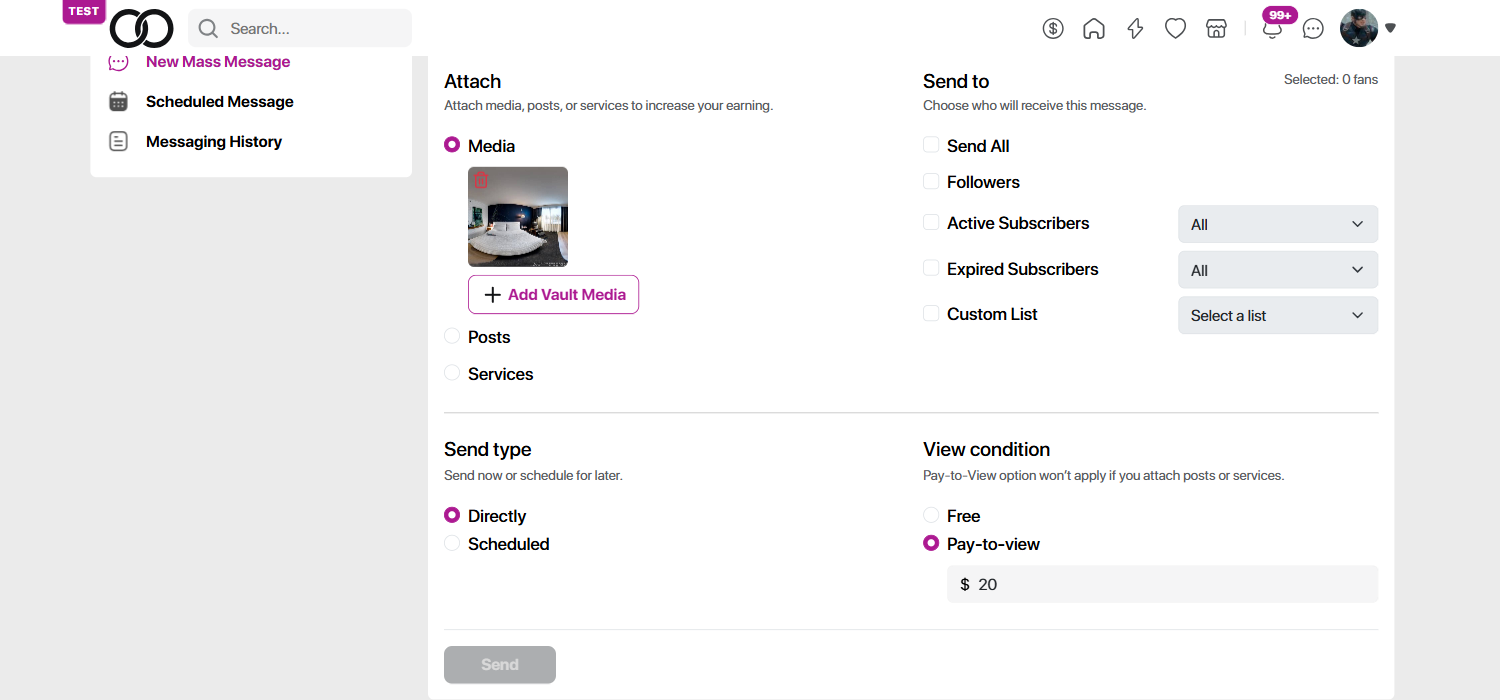 TEST
Search...
99+
New Mass Message
Scheduled Message
Messaging History
Attach
Attach media, posts, or services to increase your earning.
Media
Add Vault Media
Posts
Services
Send to
Selected: 0 fans
Choose who will receive this message.
Send All
Followers
Active Subscribers
All
Expired Subscribers
All
Custom List
Select a list
Send type
Send now or schedule for later.
Directly
Scheduled
View condition
Pay-to-View option won’t apply if you attach posts or services.
Free
Pay-to-view
$ 20
Send